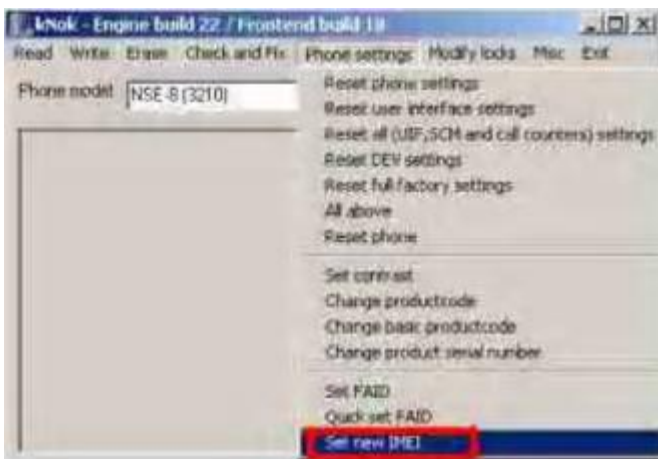 kNok - Engine build 22 / Frontend build 18
Read Write Erase Check and Fix Phone settings Modify locks Misc Exit
Phone model NSE-8 (3210)
Reset phone settings
Reset user interface settings
Reset all (UIF,SCM and call counters) settings
Reset DEV settings
Reset full factory settings
All above
Reset phone
Set contrast
Change productcode
Change basic productcode
Change product serial number
Set FAID
Quick set FAID
Set new IMEI